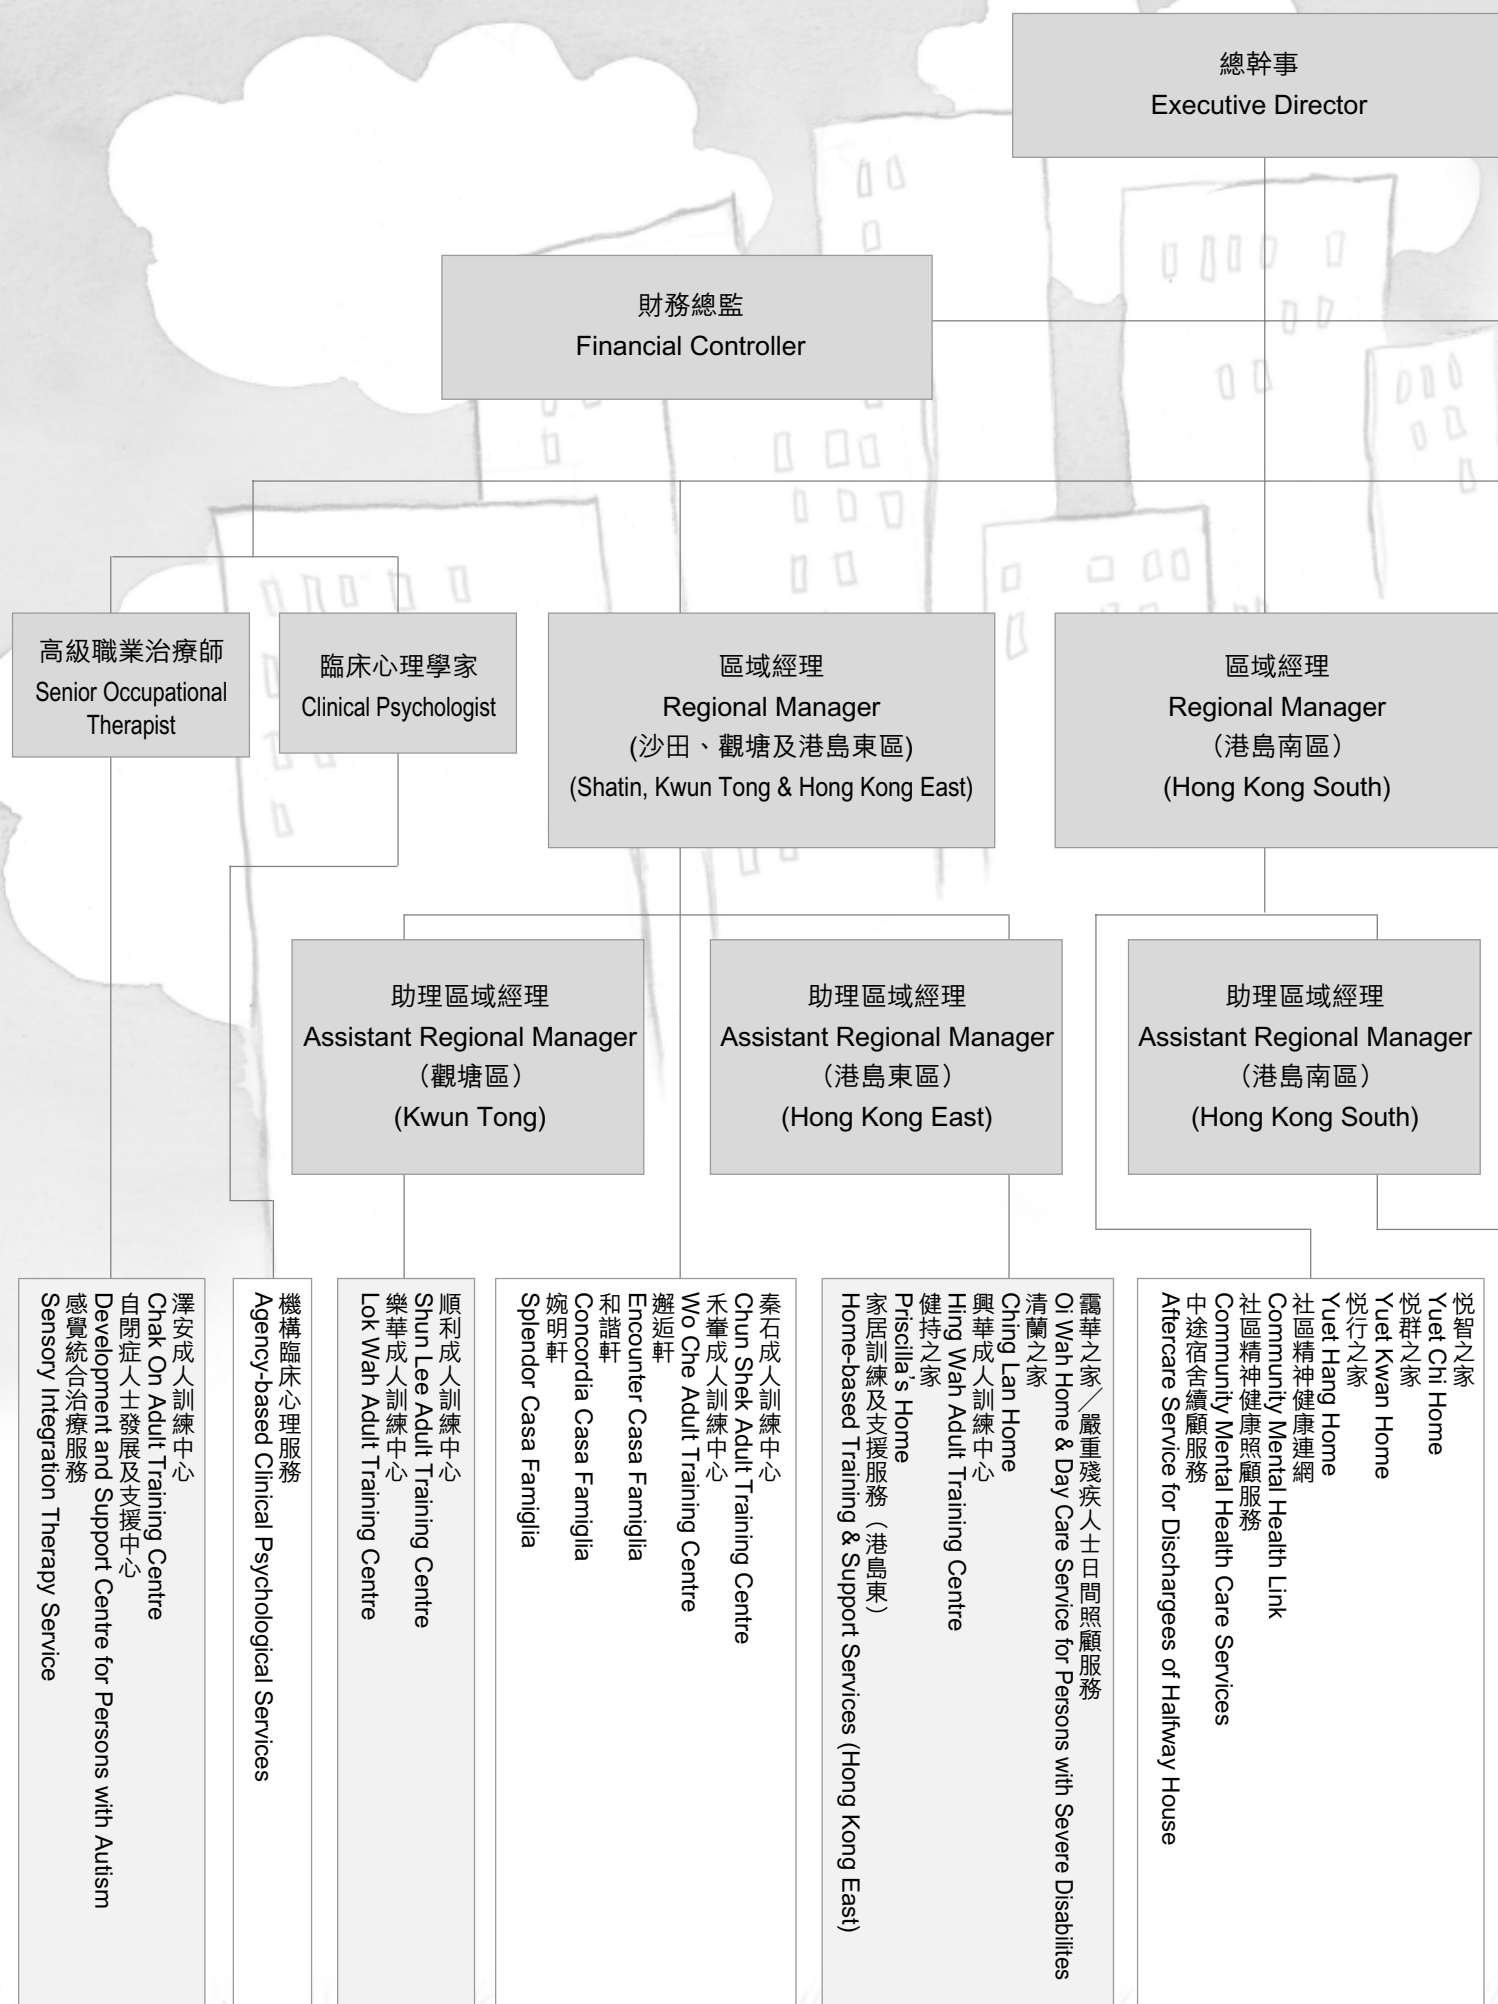 總幹事
Executive Director
財務總監
Financial Controller
高級職業治療師
Senior Occupational
Therapist
臨床心理學家
Clinical Psychologist
區域經理
Regional Manager
(沙田、觀塘及港島東區)
(Shatin, Kwun Tong & Hong Kong East)
區域經理
Regional Manager
（港島南區）
(Hong Kong South)
助理區域經理
Assistant Regional Manager
（觀塘區）
(Kwun Tong)
助理區域經理
Assistant Regional Manager
（港島東區）
(Hong Kong East)
助理區域經理
Assistant Regional Manager
（港島南區）
(Hong Kong South)
澤安成人訓練中心
Chak On Adult Training Centre
自閉症人士發展及支援中心
Development and Support Centre for Persons with Autism
感覺統合治療服務
Sensory Integration Therapy Service
機構臨床心理服務
Agency-based Clinical Psychological Services
順利成人訓練中心
Shun Lee Adult Training Centre
樂華成人訓練中心
Lok Wah Adult Training Centre
秦石成人訓練中心
Chun Shek Adult Training Centre
禾輋成人訓練中心
Wo Che Adult Training Centre
邂逅軒
Encounter Casa Famiglia
和諧軒
Concordia Casa Famiglia
婉明軒
Splendor Casa Famiglia
靄華之家／嚴重殘疾人士日間照顧服務
Oi Wah Home & Day Care Service for Persons with Severe Disabilites
清蘭之家
Ching Lan Home
興華成人訓練中心
Hing Wah Adult Training Centre
健持之家
Priscilla’s Home
家居訓練及支援服務（港島東）
Home-based Training & Support Services (Hong Kong East)
悦智之家
Yuet Chi Home
悦群之家
Yuet Kwan Home
悦行之家
Yuet Hang Home
社區精神健康連網
Community Mental Health Link
社區精神健康照顧服務
Community Mental Health Care Services
中途宿舍續顧服務
Aftercare Service for Dischargees of Halfway House